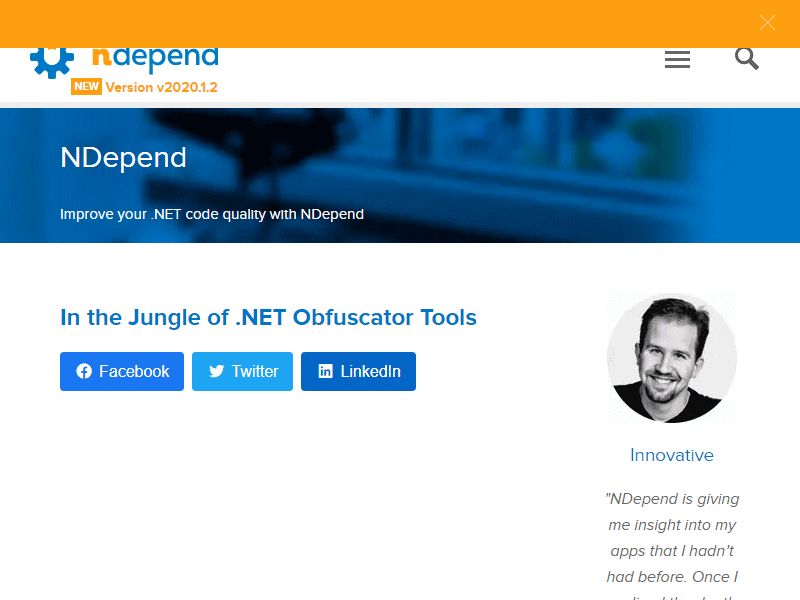 ndepend
NEW Version v2020.1.2
NDepend
Improve your .NET code quality with NDepend
In the Jungle of .NET Obfuscator Tools
Facebook Twitter LinkedIn
Innovative
"NDepend is giving
me insight into my
apps that I hadn't
had before. Once I